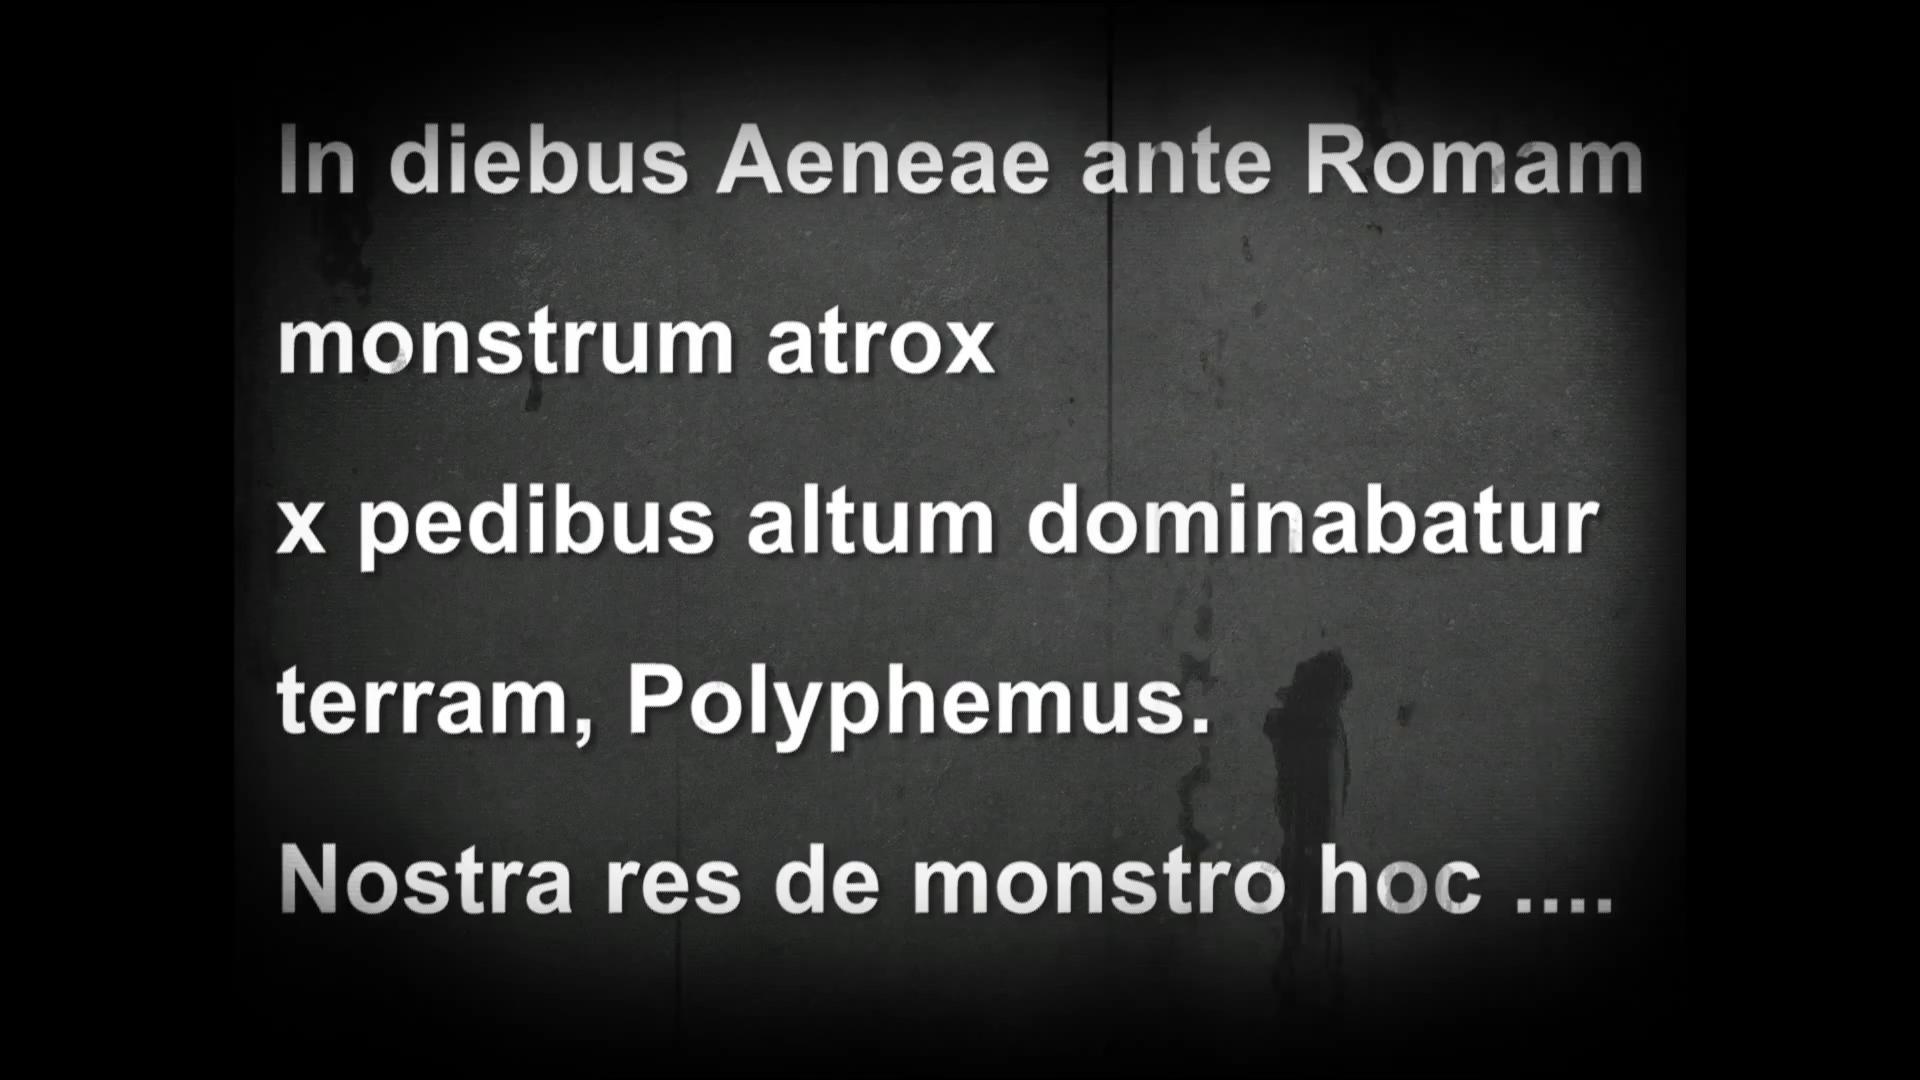 In diebus Aeneae ante Romam
monstrum atrox
x pedibus altum dominabatur
terram, Polyphemus.
Nostra res de monstro hoc ....